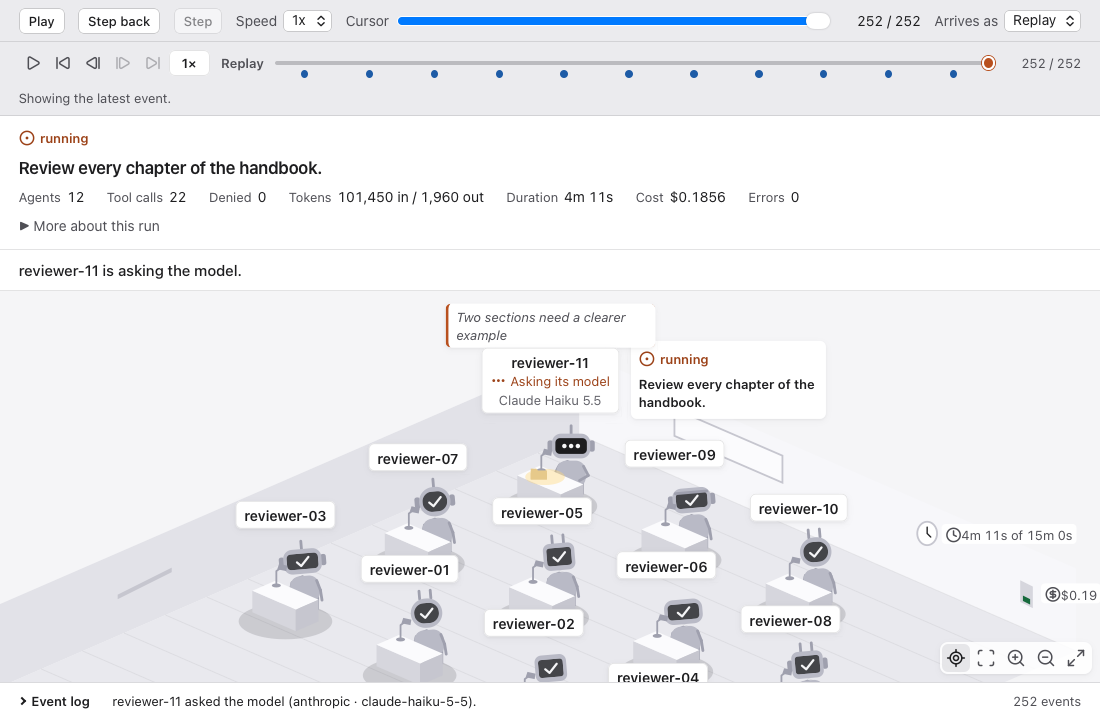 Play Step back Step Speed 1x Cursor 252 / 252 Arrives as Replay
1x Replay 252 / 252
Showing the latest event.
running
Review every chapter of the handbook.
Agents 12 Tool calls 22 Denied 0 Tokens 101,450 in / 1,960 out Duration 4m 11s Cost $0.1856 Errors 0
More about this run
reviewer-11 is asking the model.
Two sections need a clearer
example
reviewer-11
Asking its model
Claude Haiku 5.5
running
Review every chapter of the
handbook.
reviewer-07
reviewer-09
reviewer-03
reviewer-05
reviewer-10
4m 11s of 15m 0s
reviewer-01
reviewer-06
$0.19
reviewer-02
reviewer-08
reviewer-04
Event log reviewer-11 asked the model (anthropic · claude-haiku-5-5). 252 events